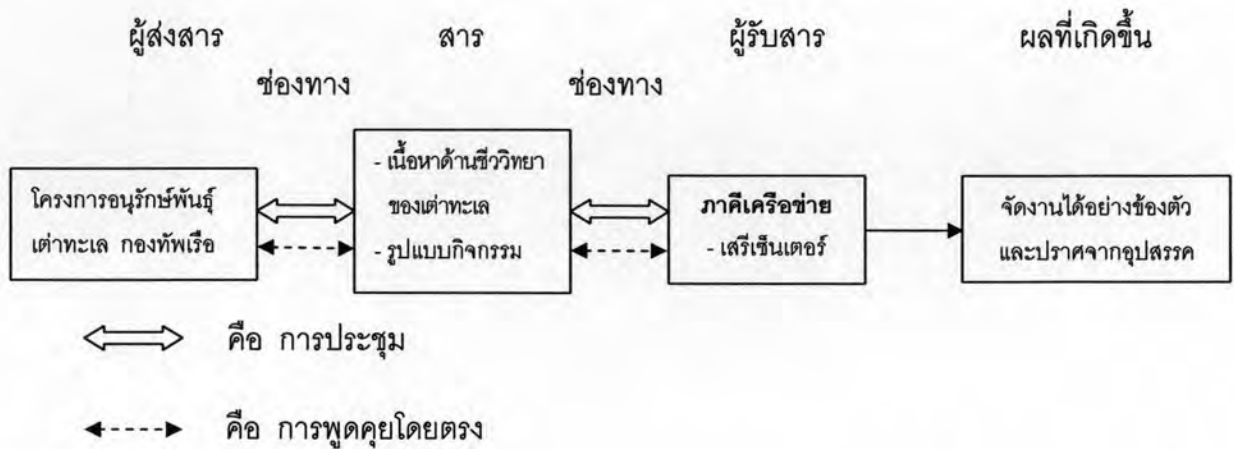 ผู้ส่งสาร สาร ผู้รับสาร ผลที่เกิดขึ้น
ช่องทาง ช่องทาง
โครงการอนุรักษ์พันธุ์
เต่าทะเล กองทัพเรือ
- เนื้อหาด้านชีววิทยา
ของเต่าทะเล
- รูปแบบกิจกรรม
ภาคีเครือข่าย
- เสรีเซ็นเตอร์
จัดงานได้อย่างข้องตัว
และปราศจากอุปสรรค
คือ การประชุม
คือ การพูดคุยโดยตรง